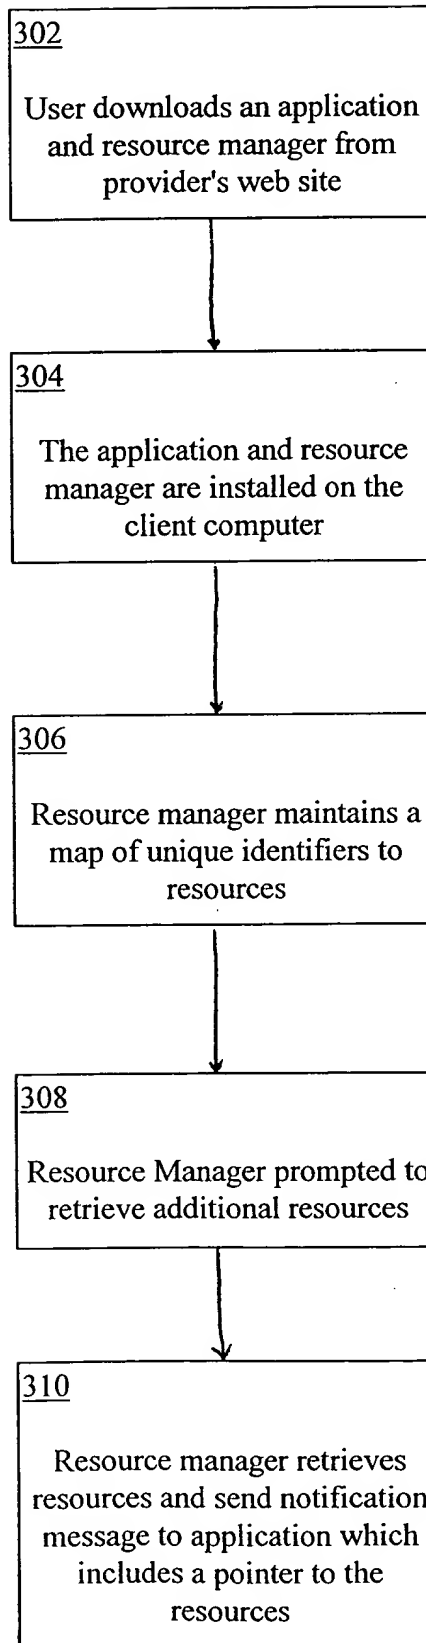 302
User downloads an application
and resource manager from
provider's web site
304
The application and resource
manager are installed on the
client computer
306
Resource manager maintains a
map of unique identifiers to
resources
308
Resource Manager prompted to
retrieve additional resources
310
Resource manager retrieves
resources and send notification
message to application which
includes a pointer to the
resources